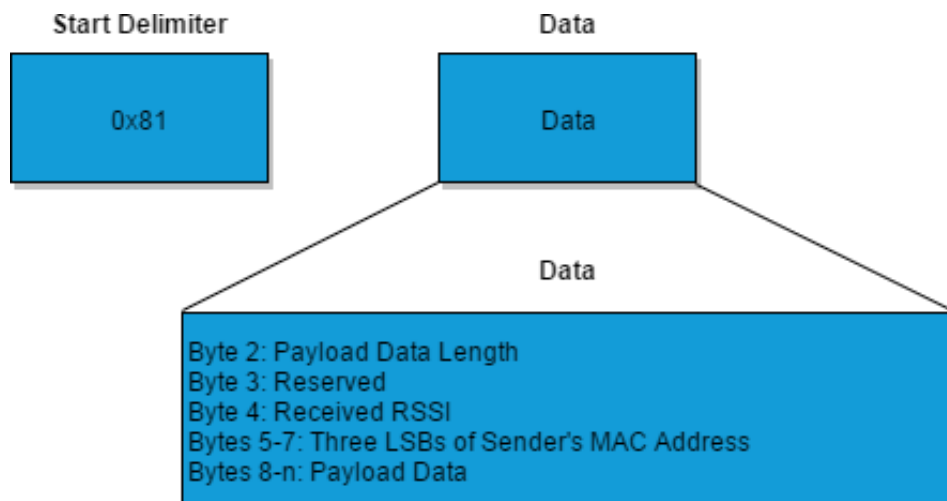 Start Delimiter
Data
0x81
Data
Data
Byte 2: Payload Data Length
Byte 3: Reserved
Byte 4: Received RSSI
Bytes 5-7: Three LSBs of Sender's MAC Address
Bytes 8-n: Payload Data